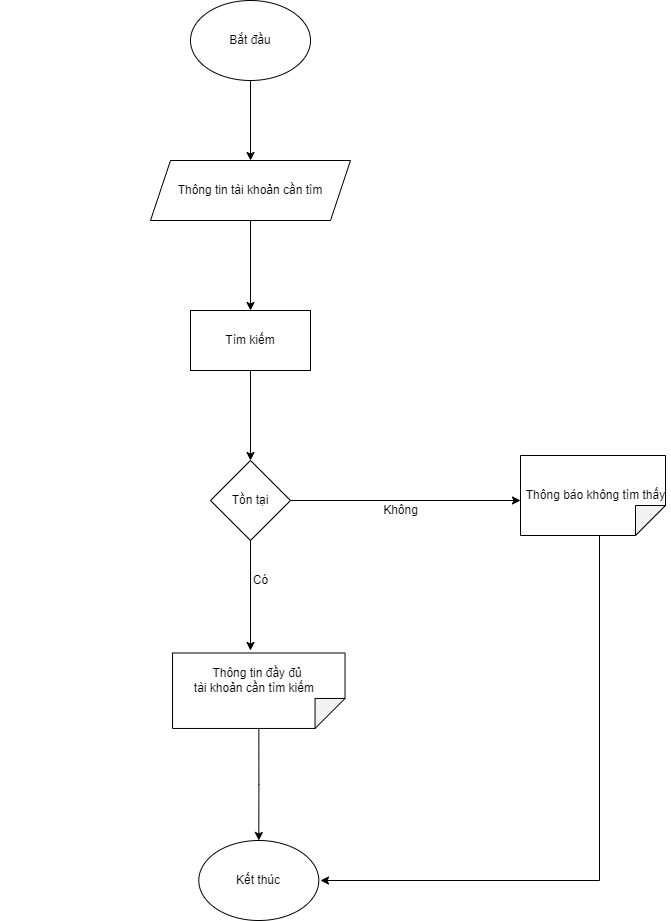 Bắt đầu
Thông tin tài khoản cần tìm
Tìm kiếm
Tồn tại
Không
Thông báo không tìm thấy
Có
Thông tin đầy đủ
tài khoản cần tìm kiếm
Kết thúc